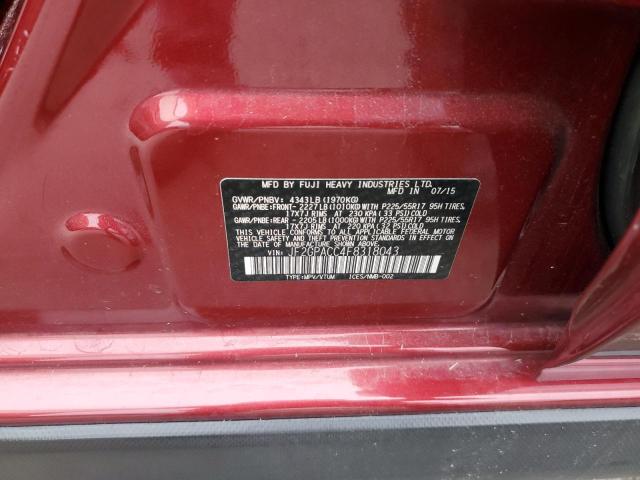 MFD BY FUJI HEAVY INDUSTRIES LTD.
MFD IN 07/15
GVWR/PNBV: 4343LB(1970KG)
GAWR/PNBE:FRONT- 2227LB(1010KG) WITH P225/55R17 95H TIRES,
17X7J RIMS AT 230 KPA(33 PSI)COLD
GAWR/PNBE:REAR - 2205LB(1000KG) WITH P225/55R17 95H TIRES,
17X7J RIMS AT 220 KPA(32 PSI)COLD
THIS VEHICLE CONFORMS TO ALL APPLICABLE FEDERAL MOTOR
VEHICLE SAFETY, BUMPER, AND THEFT PREVENTION STANDARDS
IN EFFECT ON THE DATE OF MANUFACTURE SHOWN ABOVE.
VIN: JF2GPACC4F8318043
TYPE:MPV/VTUM ICES/NMB-002